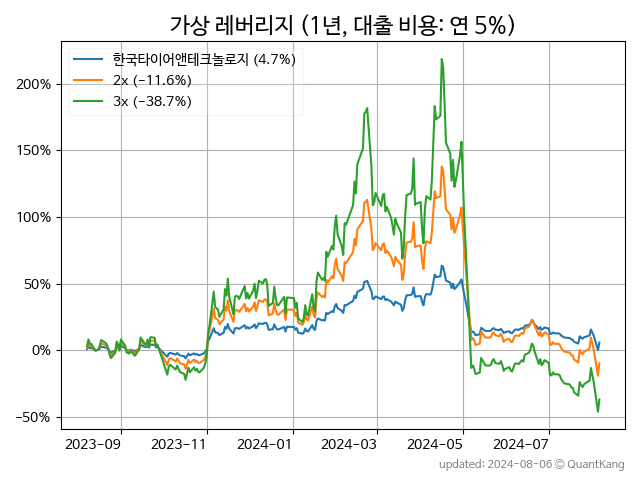 가상 레버리지 (1년, 대출 비용: 연 5%)
한국타이어앤테크놀로지 (4.7%)
2x (−11.6%)
3x (−38.7%)
200%
150%
100%
50%
0%
−50%
2023-09 2023-11 2024-01 2024-03 2024-05 2024-07
updated: 2024-08-06 © QuantKang